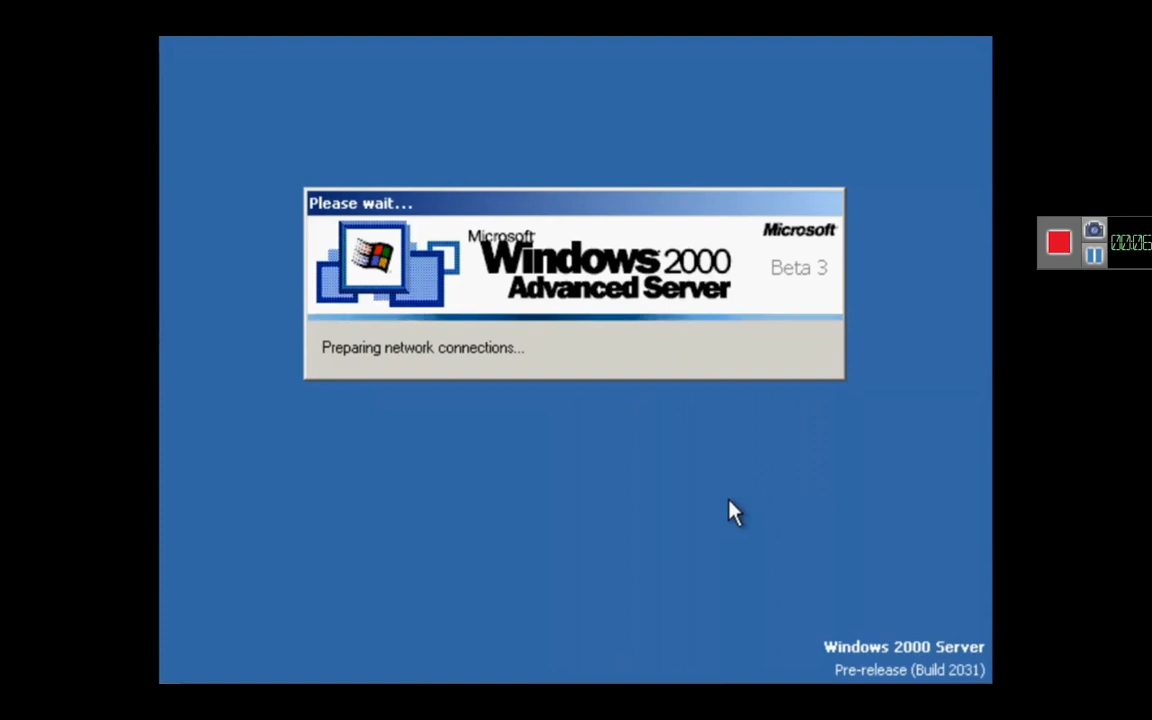 Please wait...
Microsoft
Microsoft
Windows 2000
Beta 3
Advanced Server
Preparing network connections...
Windows 2000 Server
Pre-release (Build 2031)